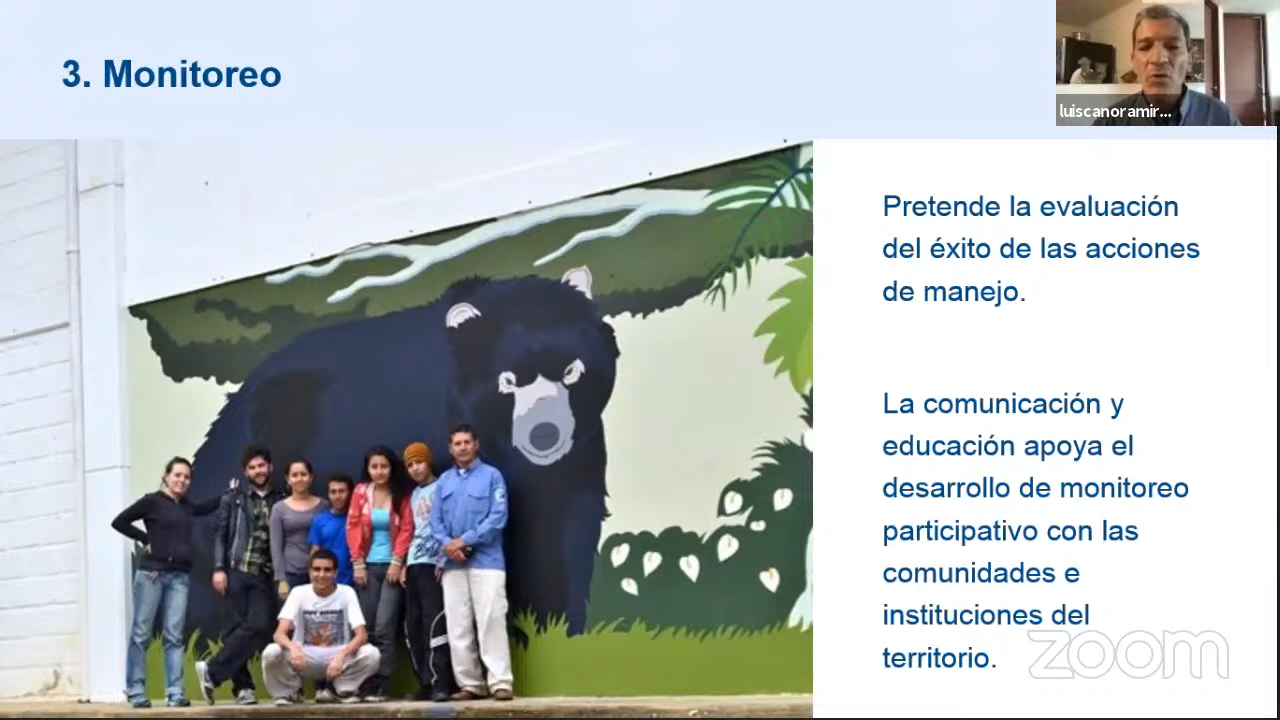 3. Monitoreo
luiscanoramir...
Pretende la evaluación
del éxito de las acciones
de manejo.
La comunicación y
educación apoya el
desarrollo de monitoreo
participativo con las
comunidades e
instituciones del
territorio.
zoom